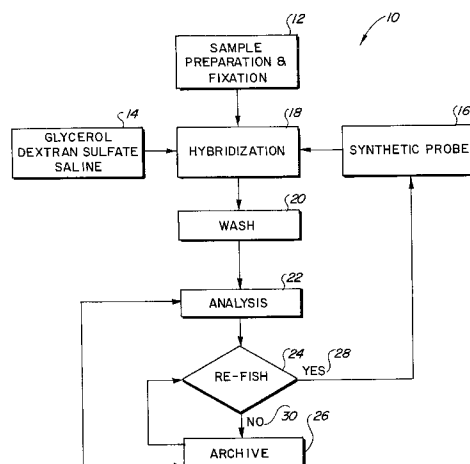 12
10
SAMPLE
PREPARATION &
FIXATION
14
18
16
GLYCEROL
DEXTRAN SULFATE
SALINE
HYBRIDIZATION
SYNTHETIC PROBE
20
WASH
22
ANALYSIS
24
28
YES
RE-FISH
30
NO
26
ARCHIVE